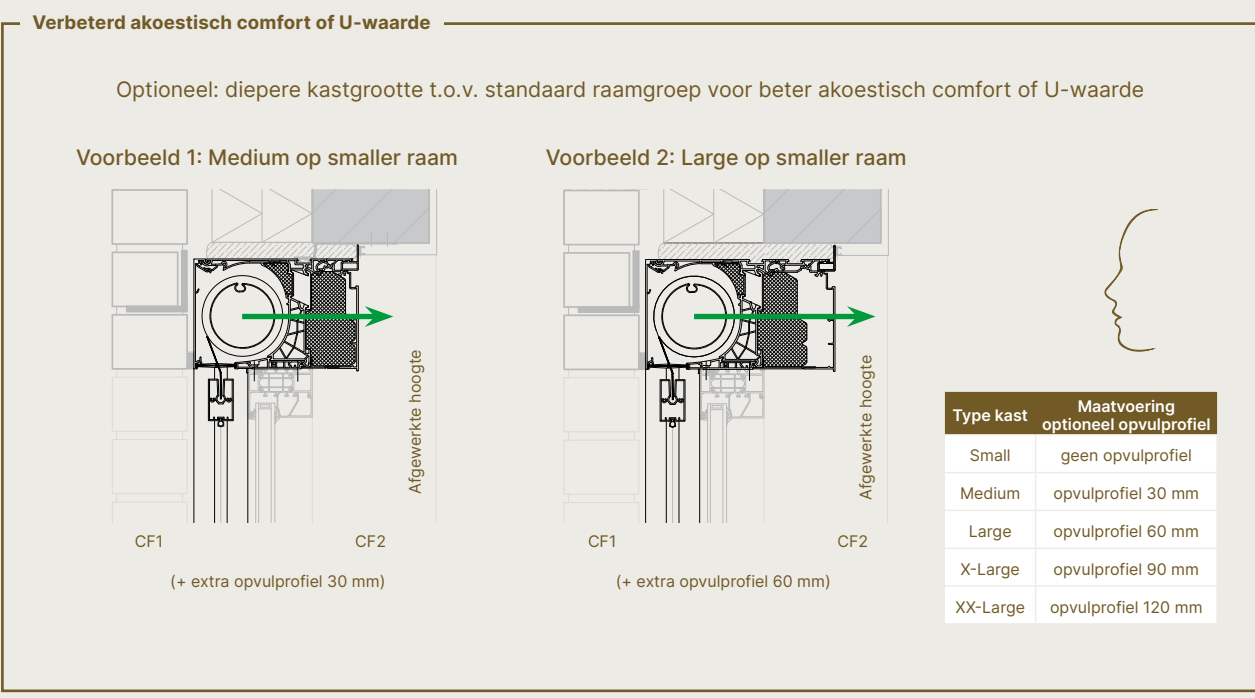 Verbeterd akoestisch comfort of U-waarde
Optioneel: diepere kastgrootte t.o.v. standaard raamgroep voor beter akoestisch comfort of U-waarde
Voorbeeld 1: Medium op smaller raam
Afgewerkte hoogte
CF1 CF2
(+ extra opvulprofiel 30 mm)
Voorbeeld 2: Large op smaller raam
Afgewerkte hoogte
CF1 CF2
(+ extra opvulprofiel 60 mm)
Type kast Maatvoering
optioneel opvulprofiel
Small geen opvulprofiel
Medium opvulprofiel 30 mm
Large opvulprofiel 60 mm
X-Large opvulprofiel 90 mm
XX-Large opvulprofiel 120 mm